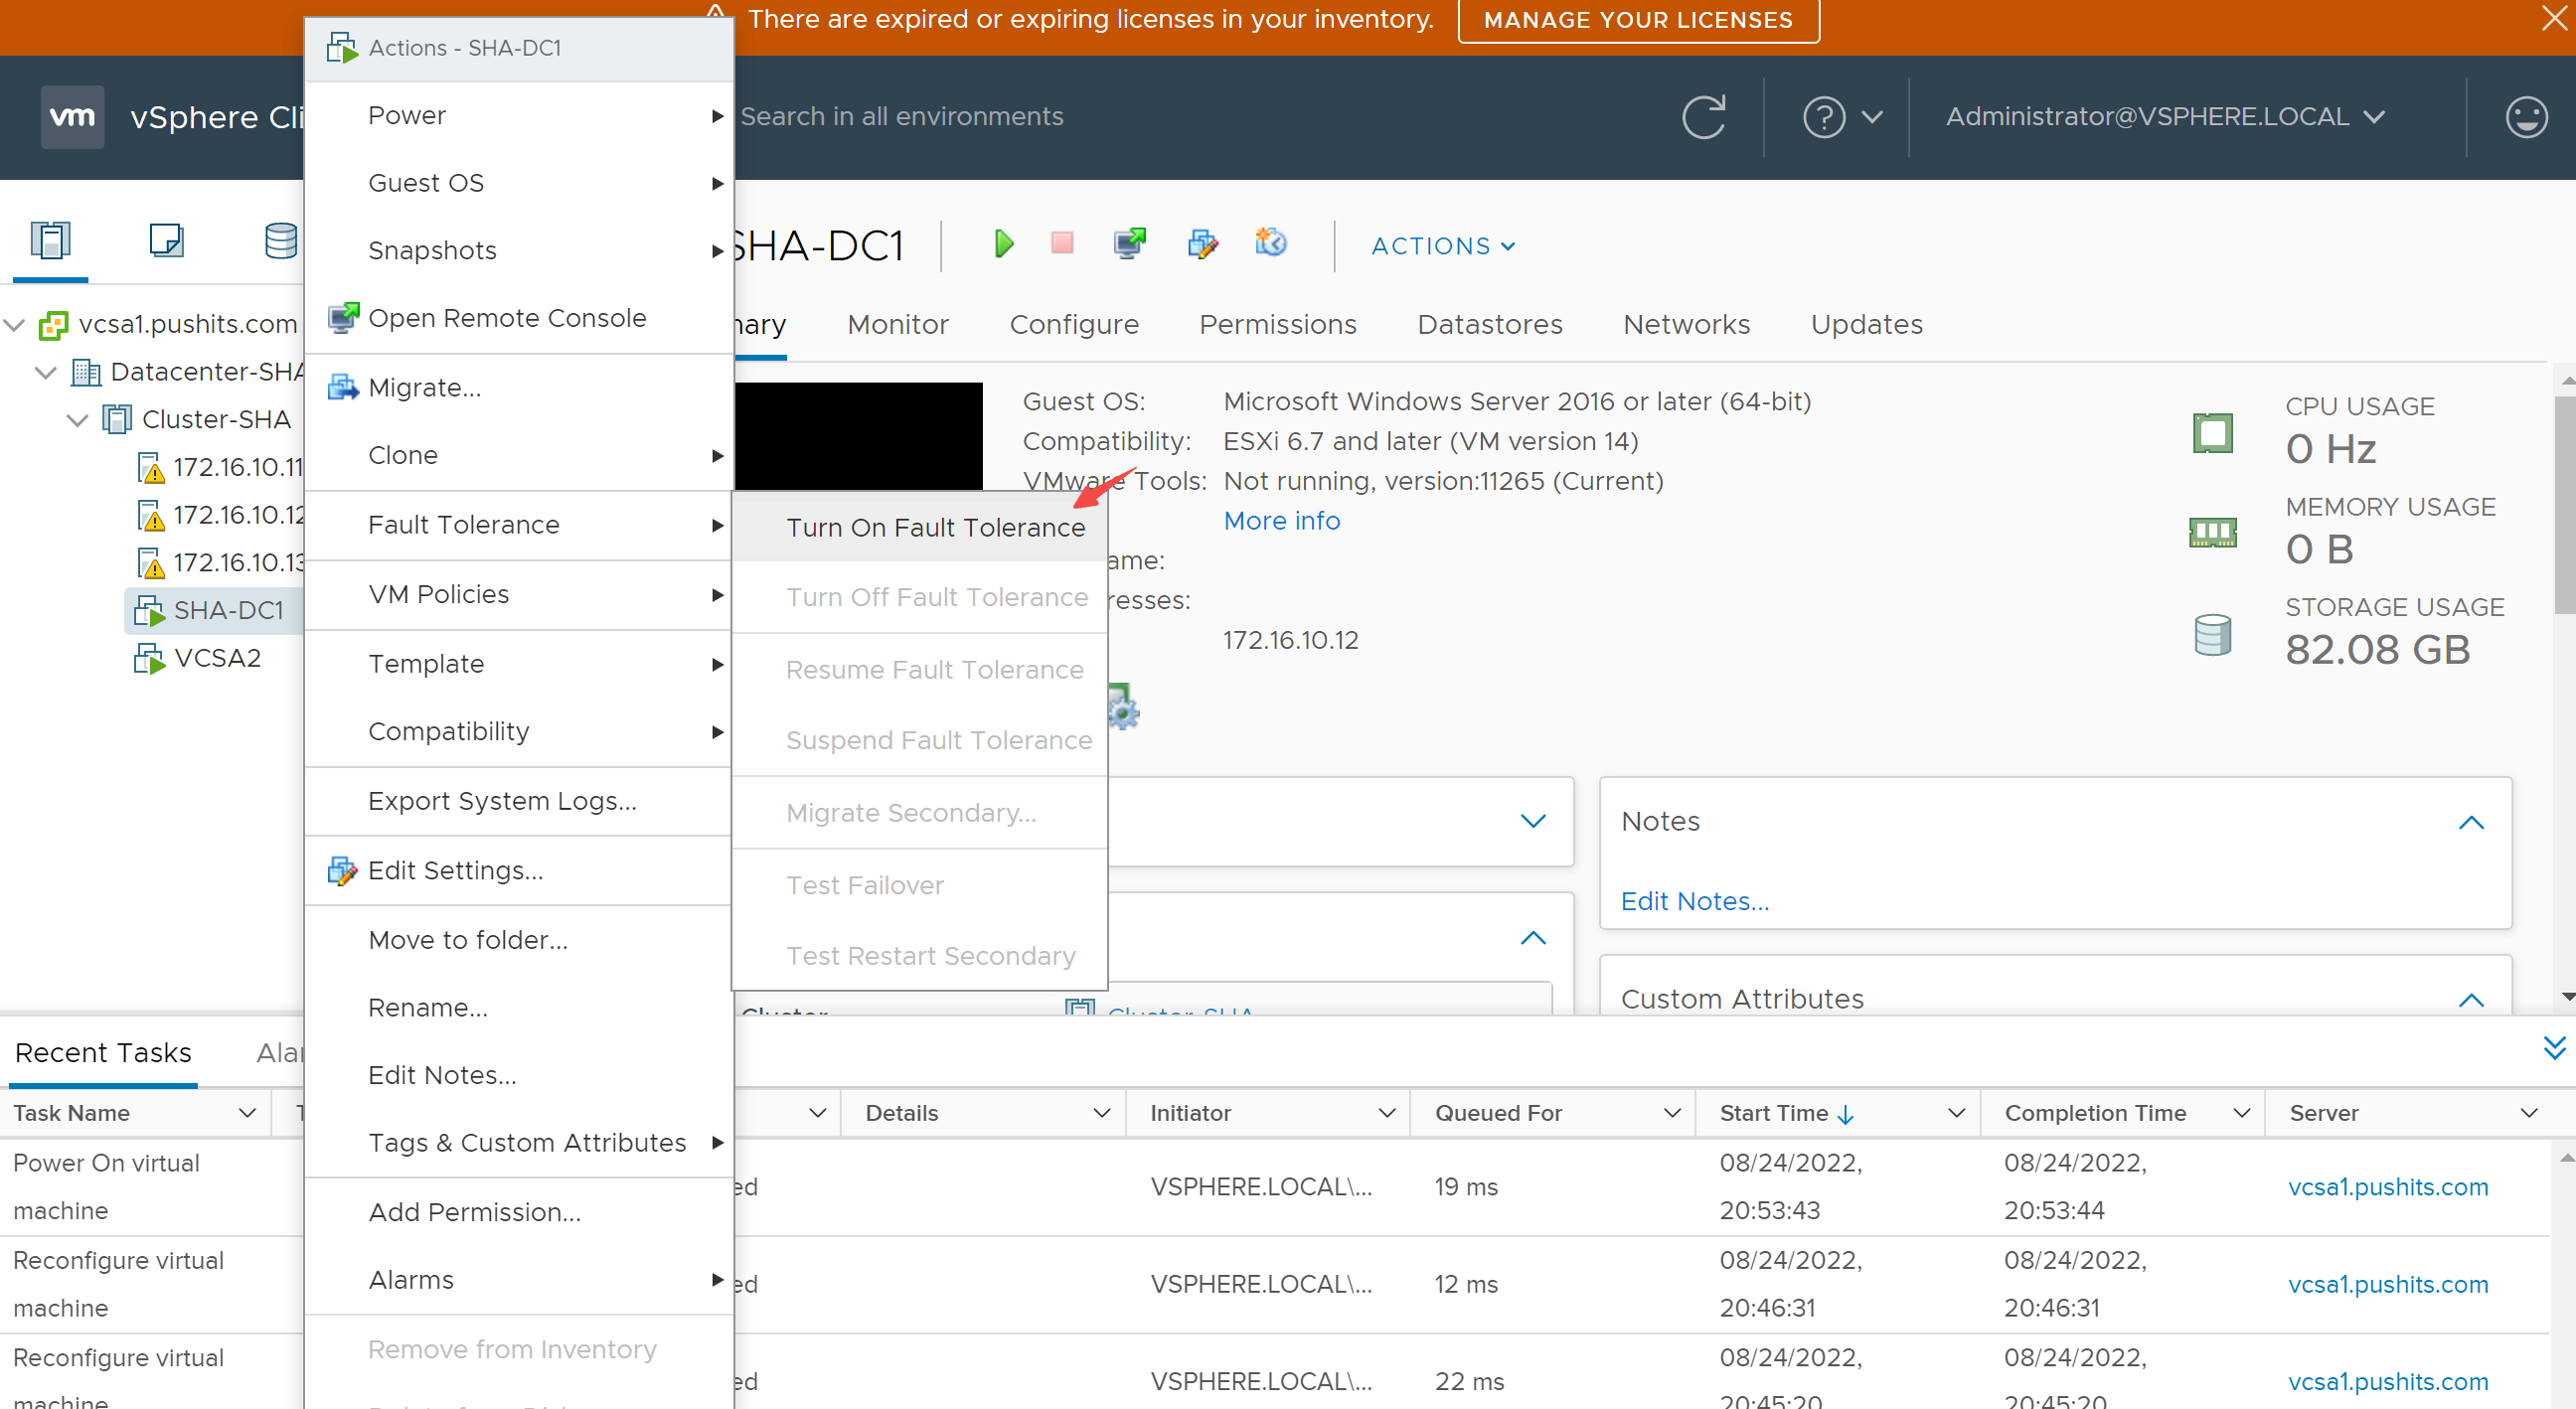 There are expired or expiring licenses in your inventory.
MANAGE YOUR LICENSES
Actions - SHA-DC1
vm
vSphere Cli
Search in all environments
Administrator@VSPHERE.LOCAL
Power
Guest OS
Snapshots
Open Remote Console
Migrate...
Clone
Fault Tolerance
VM Policies
Template
Compatibility
Export System Logs...
Edit Settings...
Move to folder...
Rename...
Edit Notes...
Tags & Custom Attributes
Add Permission...
Alarms
Remove from Inventory
Turn On Fault Tolerance
Turn Off Fault Tolerance
Resume Fault Tolerance
Suspend Fault Tolerance
Migrate Secondary...
Test Failover
Test Restart Secondary
vcsa1.pushits.com
Datacenter-SHA
Cluster-SHA
172.16.10.11
172.16.10.12
172.16.10.13
SHA-DC1
VCSA2
SHA-DC1
ACTIONS
mary
Monitor
Configure
Permissions
Datastores
Networks
Updates
Guest OS: Microsoft Windows Server 2016 or later (64-bit)
Compatibility: ESXi 6.7 and later (VM version 14)
VMware Tools: Not running, version:11265 (Current)
More info
ame:
resses:
172.16.10.12
CPU USAGE
0 Hz
MEMORY USAGE
0 B
STORAGE USAGE
82.08 GB
Notes
Edit Notes...
Custom Attributes
Cluster Cluster-SHA
Recent Tasks Alar
Task Name T Details Initiator Queued For Start Time Completion Time Server
Power On virtual machine ed VSPHERE.LOCAL\... 19 ms 08/24/2022, 20:53:43 08/24/2022, 20:53:44 vcsa1.pushits.com
Reconfigure virtual machine ed VSPHERE.LOCAL\... 12 ms 08/24/2022, 20:46:31 08/24/2022, 20:46:31 vcsa1.pushits.com
Reconfigure virtual machine ed VSPHERE.LOCAL\... 22 ms 08/24/2022, 20:45:20 08/24/2022, 20:45:20 vcsa1.pushits.com